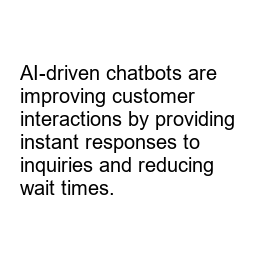 AI-driven chatbots are
improving customer
interactions by providing
instant responses to
inquiries and reducing
wait times.